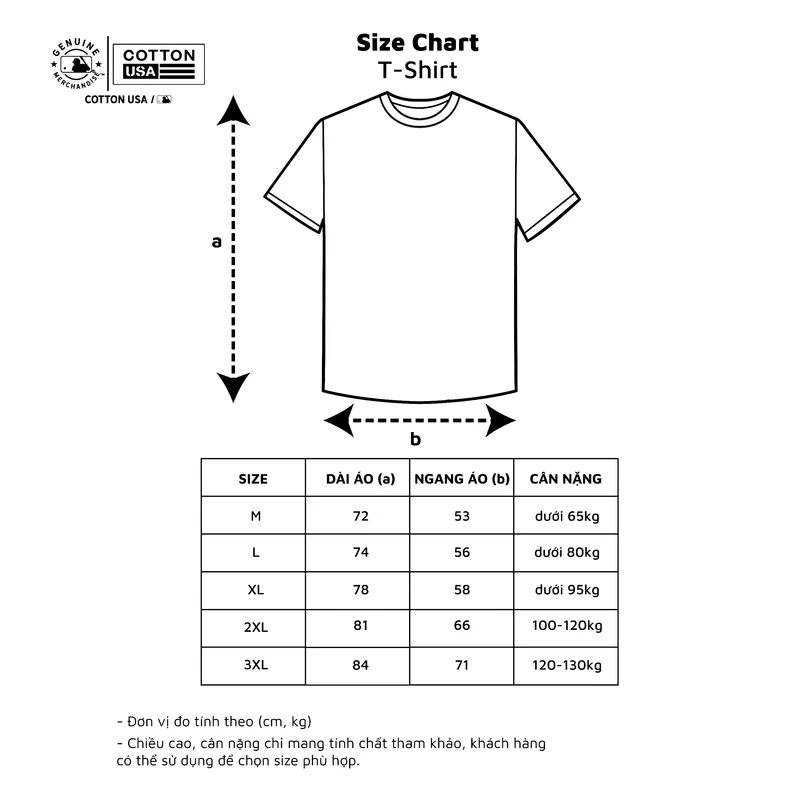 Size Chart
T-Shirt
GENUINE
MERCHANDISE™
COTTON
USA
COTTON USA /
a
b
SIZE DÀI ÁO (a) NGANG ÁO (b) CÂN NẶNG
M 72 53 dưới 65kg
L 74 56 dưới 80kg
XL 78 58 dưới 95kg
2XL 81 66 100-120kg
3XL 84 71 120-130kg
- Đơn vị đo tính theo (cm, kg)
- Chiều cao, cân nặng chỉ mang tính chất tham khảo, khách hàng
có thể sử dụng để chọn size phù hợp.